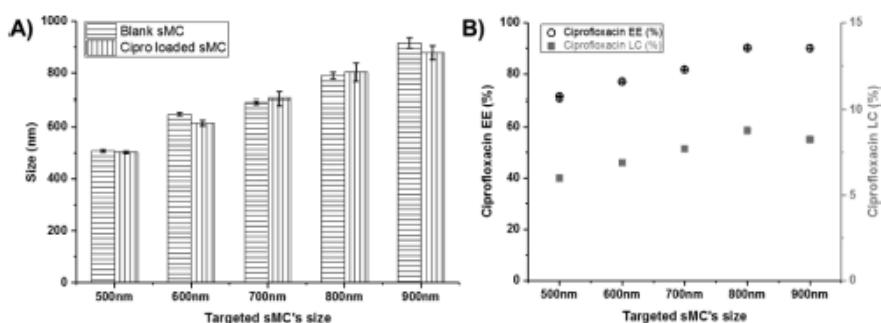 A)
Blank sMC
Cipro loaded sMC
1000
800
600
400
200
0
Size (nm)
500nm 600nm 700nm 800nm 900nm
Targeted sMC's size
B)
Ciprofloxacin EE (%)
Ciprofloxacin LC (%)
100
80
60
40
20
0
Ciprofloxacin EE (%)
15
10
5
0
Ciprofloxacin LC (%)
500nm 600nm 700nm 800nm 900nm
Targeted sMC's size